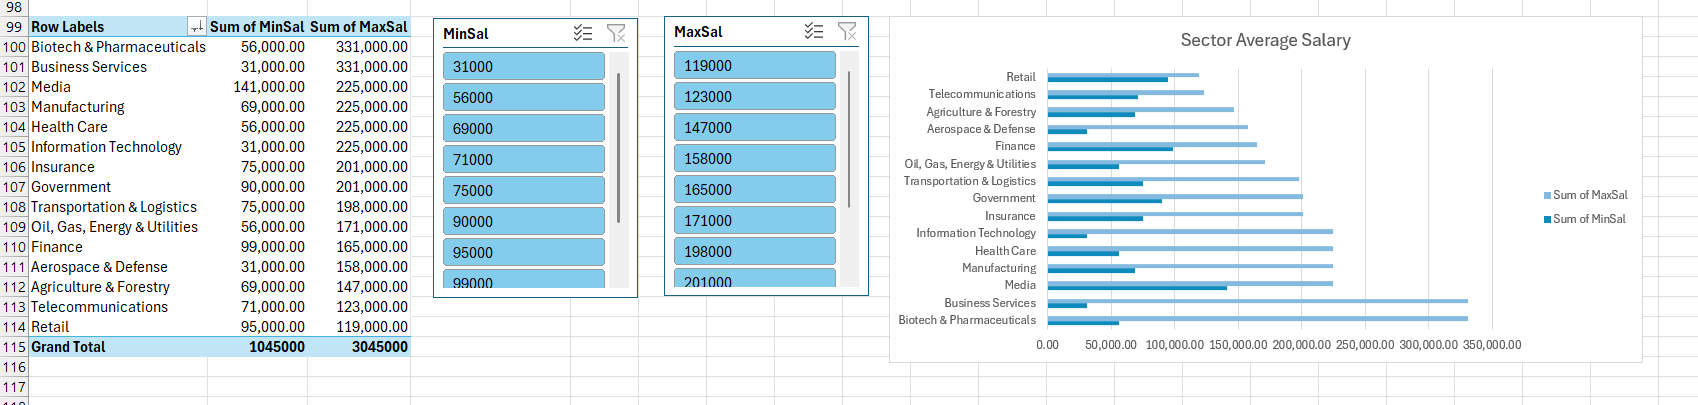 98
99 Row Labels Sum of MinSal Sum of MaxSal
100 Biotech & Pharmaceuticals 56,000.00 331,000.00
101 Business Services 31,000.00 331,000.00
102 Media 141,000.00 225,000.00
103 Manufacturing 69,000.00 225,000.00
104 Health Care 56,000.00 225,000.00
105 Information Technology 31,000.00 225,000.00
106 Insurance 75,000.00 201,000.00
107 Government 90,000.00 201,000.00
108 Transportation & Logistics 75,000.00 198,000.00
109 Oil, Gas, Energy & Utilities 56,000.00 171,000.00
110 Finance 99,000.00 165,000.00
111 Aerospace & Defense 31,000.00 158,000.00
112 Agriculture & Forestry 69,000.00 147,000.00
113 Telecommunications 71,000.00 123,000.00
114 Retail 95,000.00 119,000.00
115 Grand Total 1045000 3045000
116
117
118
MinSal
31000
56000
69000
71000
75000
90000
95000
99000
MaxSal
119000
123000
147000
158000
165000
171000
198000
201000
Sector Average Salary
Retail
Telecommunications
Agriculture & Forestry
Aerospace & Defense
Finance
Oil, Gas, Energy & Utilities
Transportation & Logistics
Government
Insurance
Information Technology
Health Care
Manufacturing
Media
Business Services
Biotech & Pharmaceuticals
0.00 50,000.00 100,000.00 150,000.00 200,000.00 250,000.00 300,000.00 350,000.00
Sum of MaxSal
Sum of MinSal